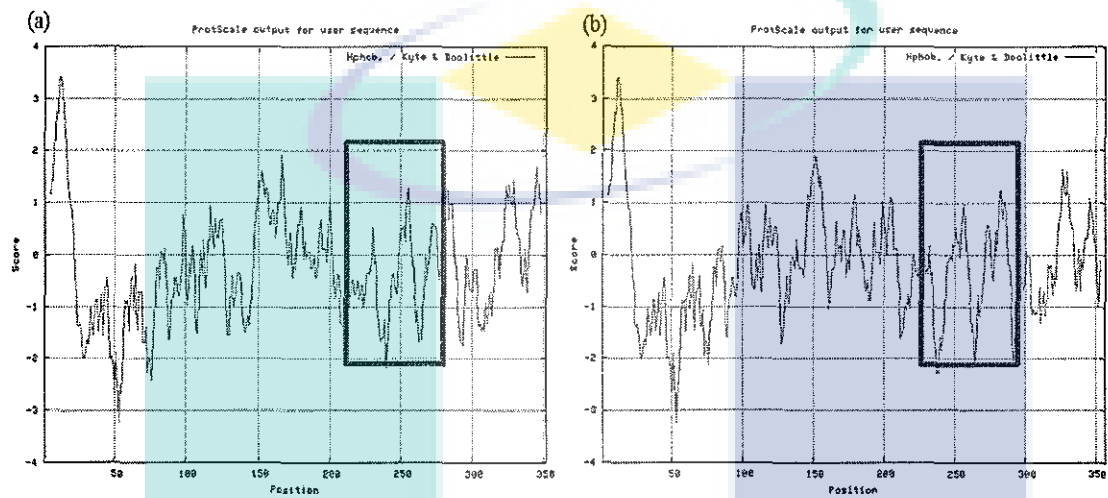 (a)
ProtScale output for user sequence
Hphob. / Kyte & Doolittle
4
3
2
1
0
-1
-2
-3
-4
Score
50 100 150 200 250 300 350
Position
(b)
ProtScale output for user sequence
Hphob. / Kyte & Doolittle
4
3
2
1
0
-1
-2
-3
-4
Score
50 100 150 200 250 300 350
Position